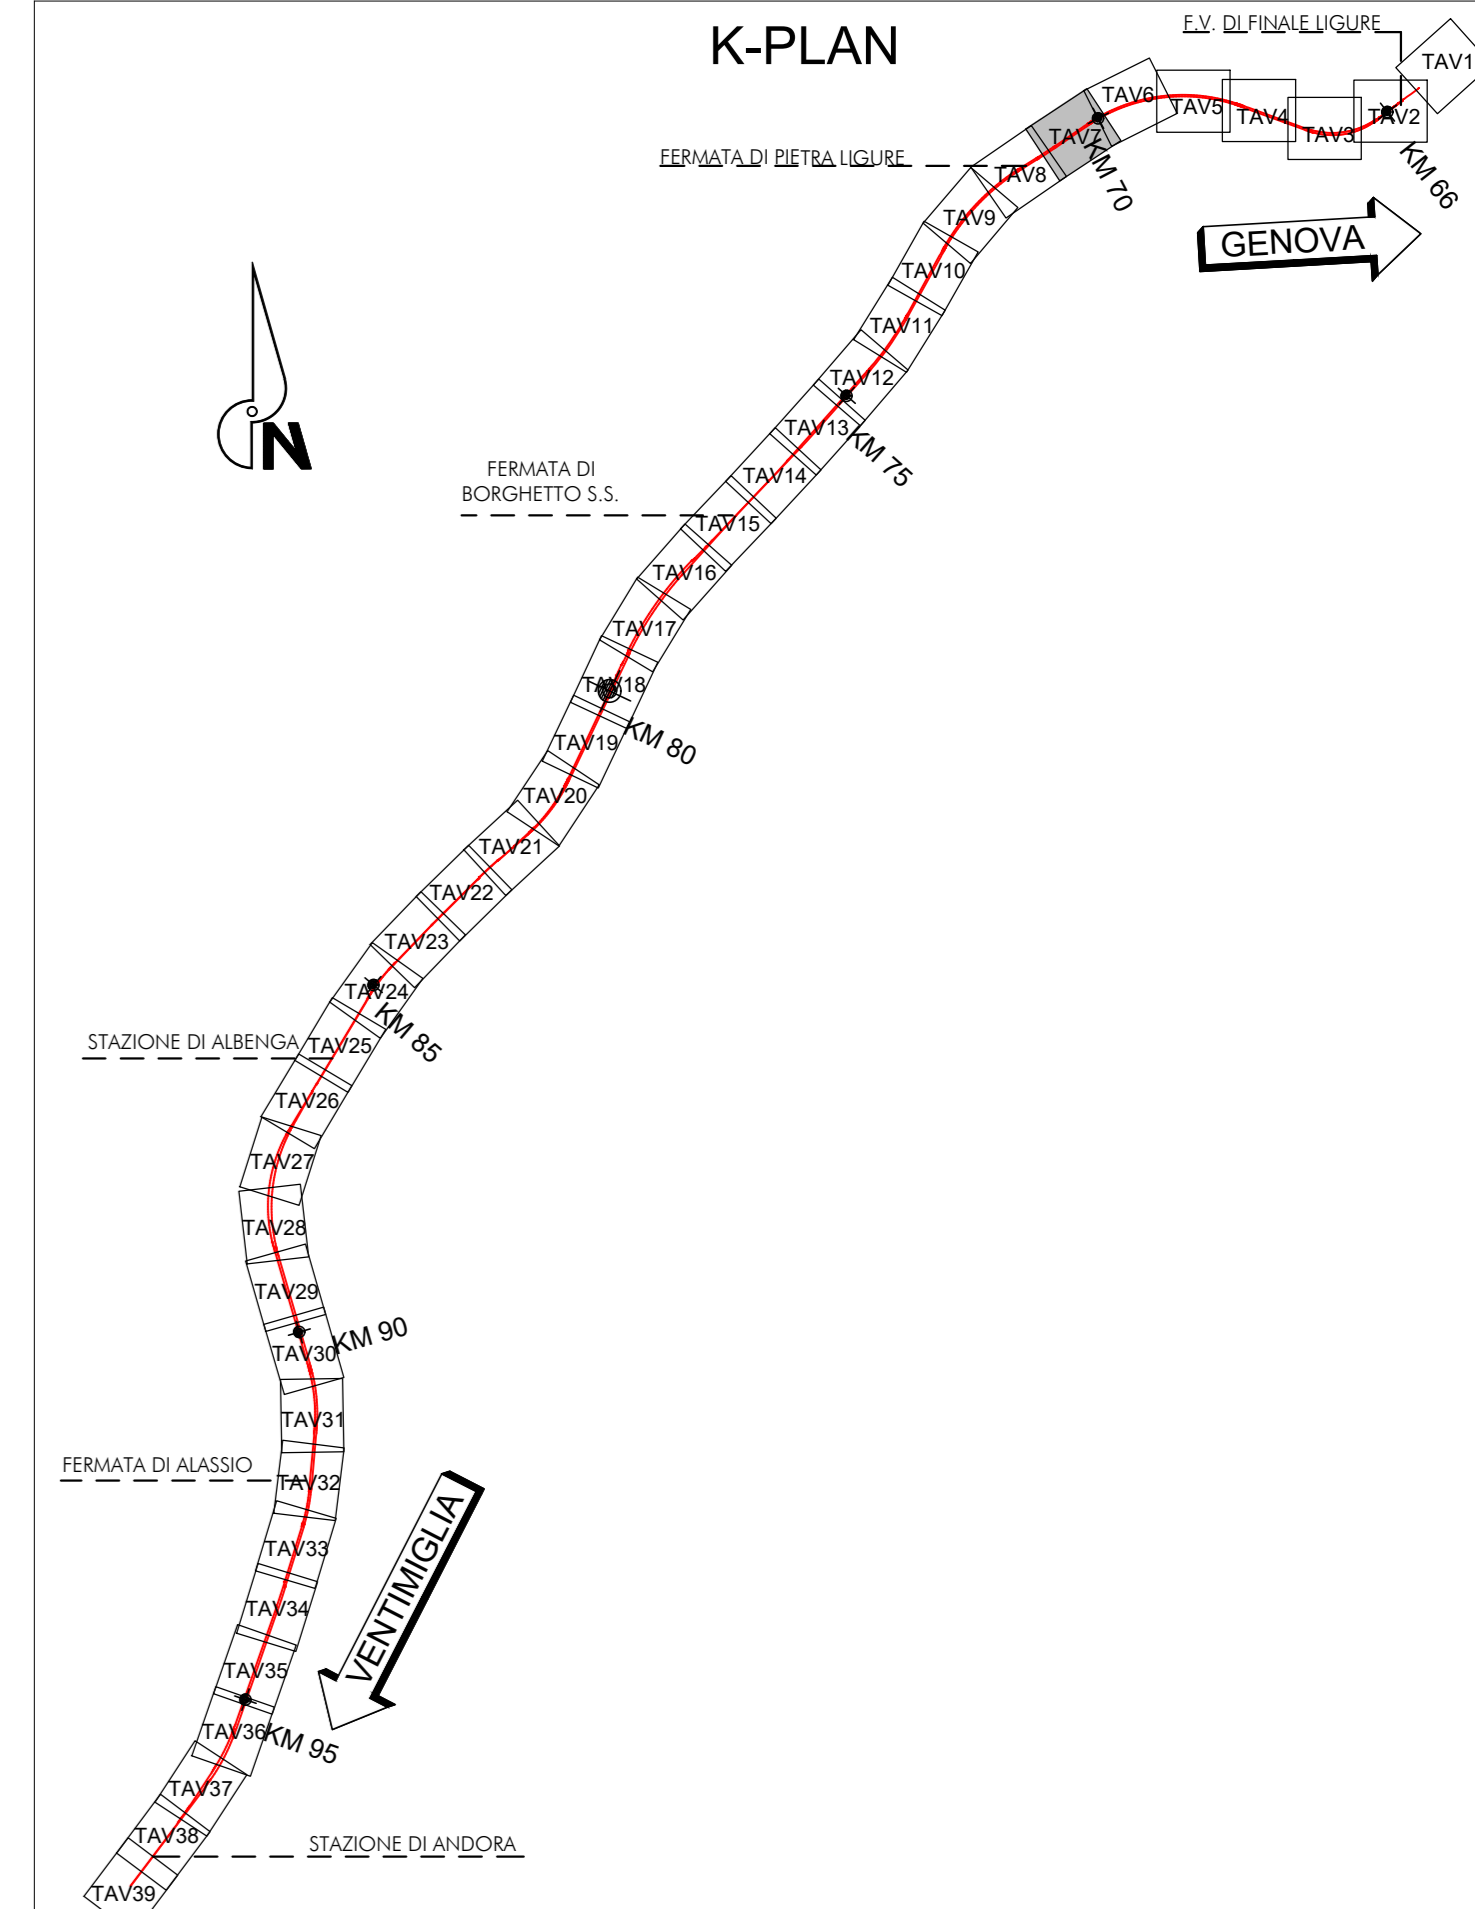 K-PLAN
F.V. DI FINALE LIGURE
TAV1
TAV2
TAV3
TAV4
TAV5
TAV6
TAV7
KM 66
KM 70
FERMATA DI PIETRA LIGURE
TAV8
GENOVA
TAV9
TAV10
TAV11
TAV12
KM 75
TAV13
N
FERMATA DI
BORGHETTO S.S.
TAV14
TAV15
TAV16
TAV17
TAV18
KM 80
TAV19
TAV20
TAV21
TAV22
TAV23
TAV24
KM 85
STAZIONE DI ALBENGA
TAV25
TAV26
TAV27
TAV28
TAV29
KM 90
TAV30
TAV31
FERMATA DI ALASSIO
TAV32
VENTIMIGLIA
TAV33
TAV34
TAV35
TAV36
KM 95
TAV37
TAV38
STAZIONE DI ANDORA
TAV39